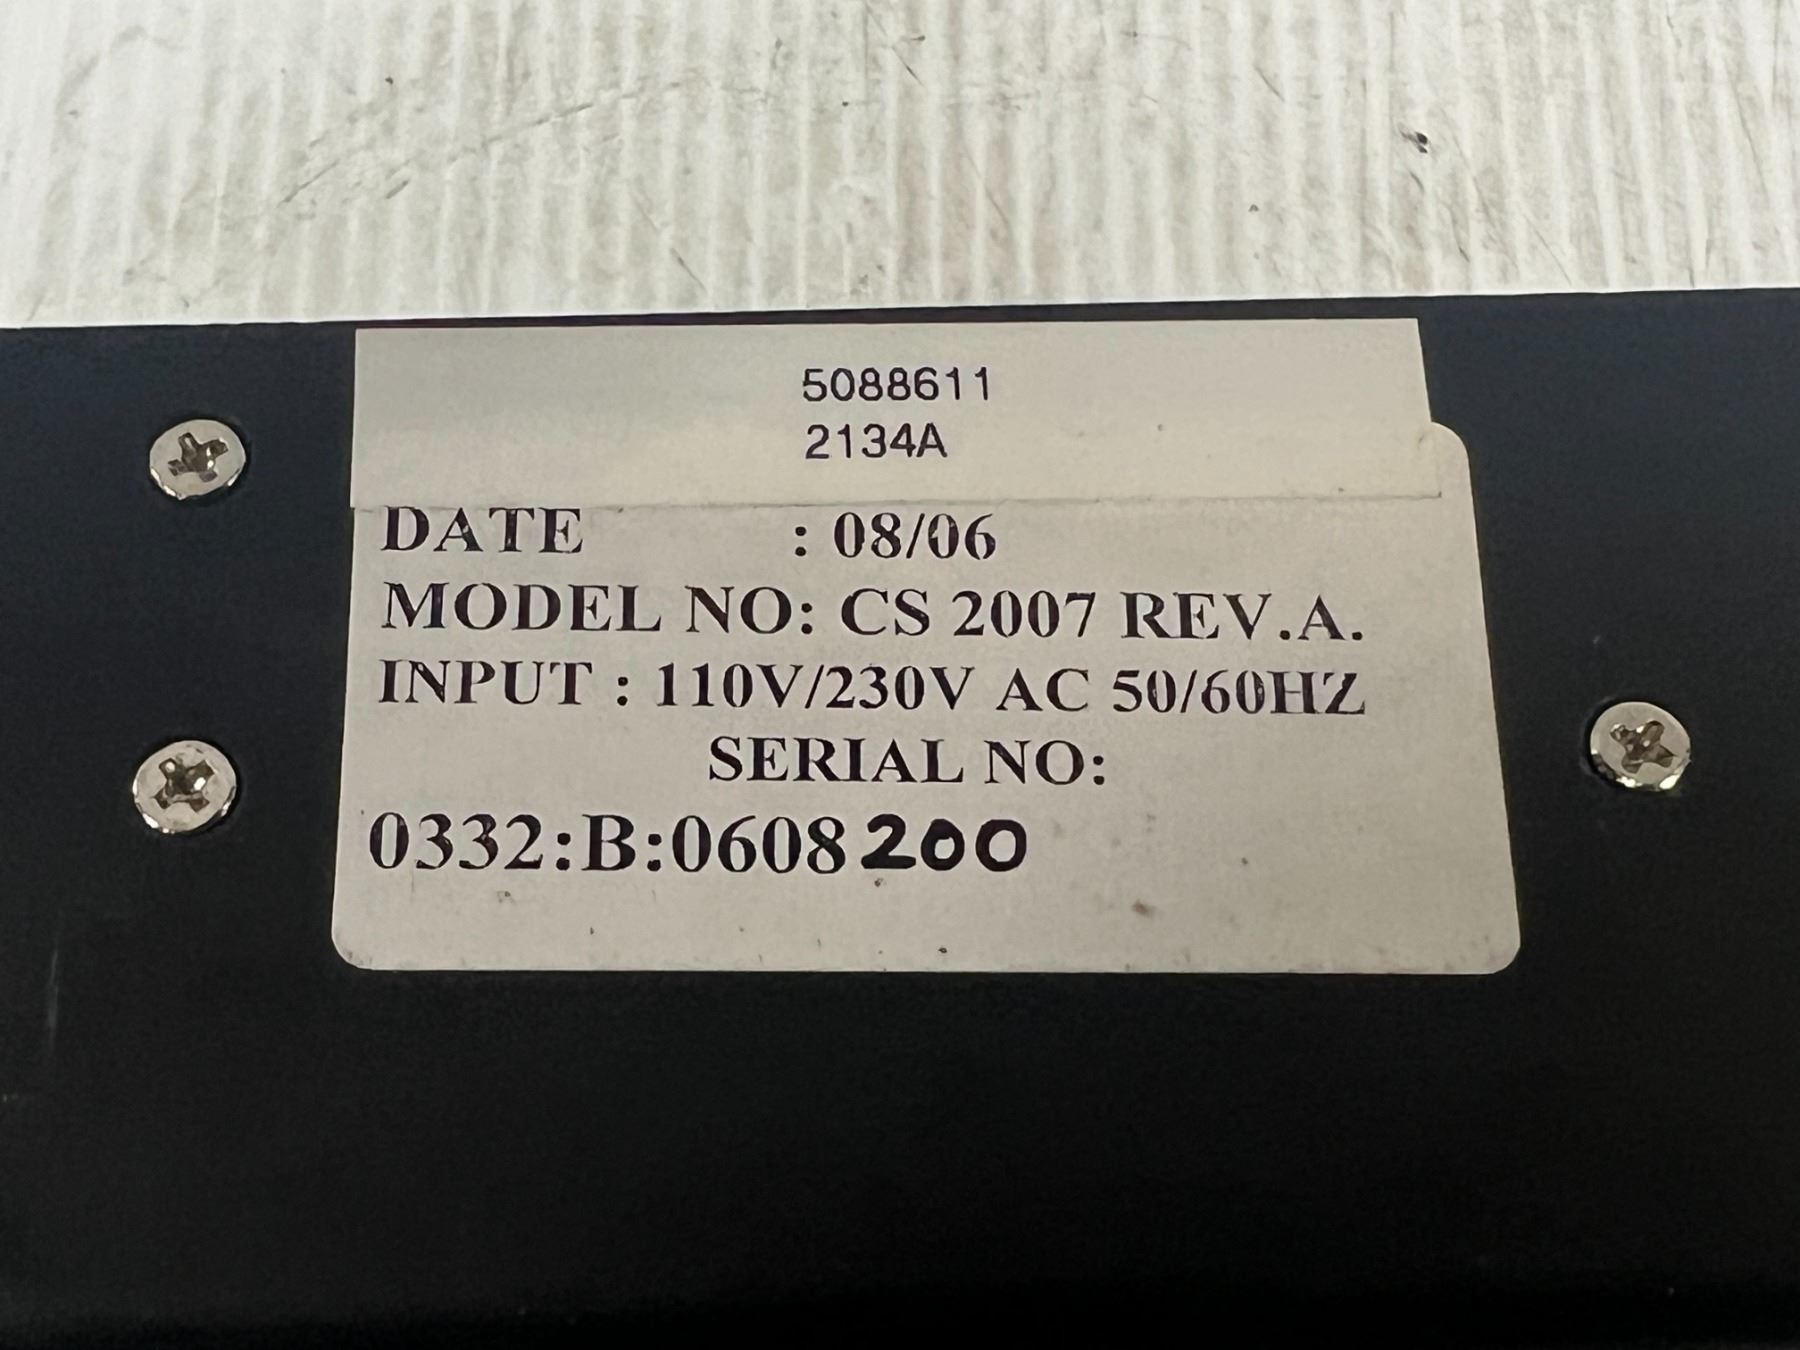 5088611
2134A
DATE : 08/06
MODEL NO: CS 2007 REV.A.
INPUT : 110V/230V AC 50/60HZ
SERIAL NO:
0332:B:0608200